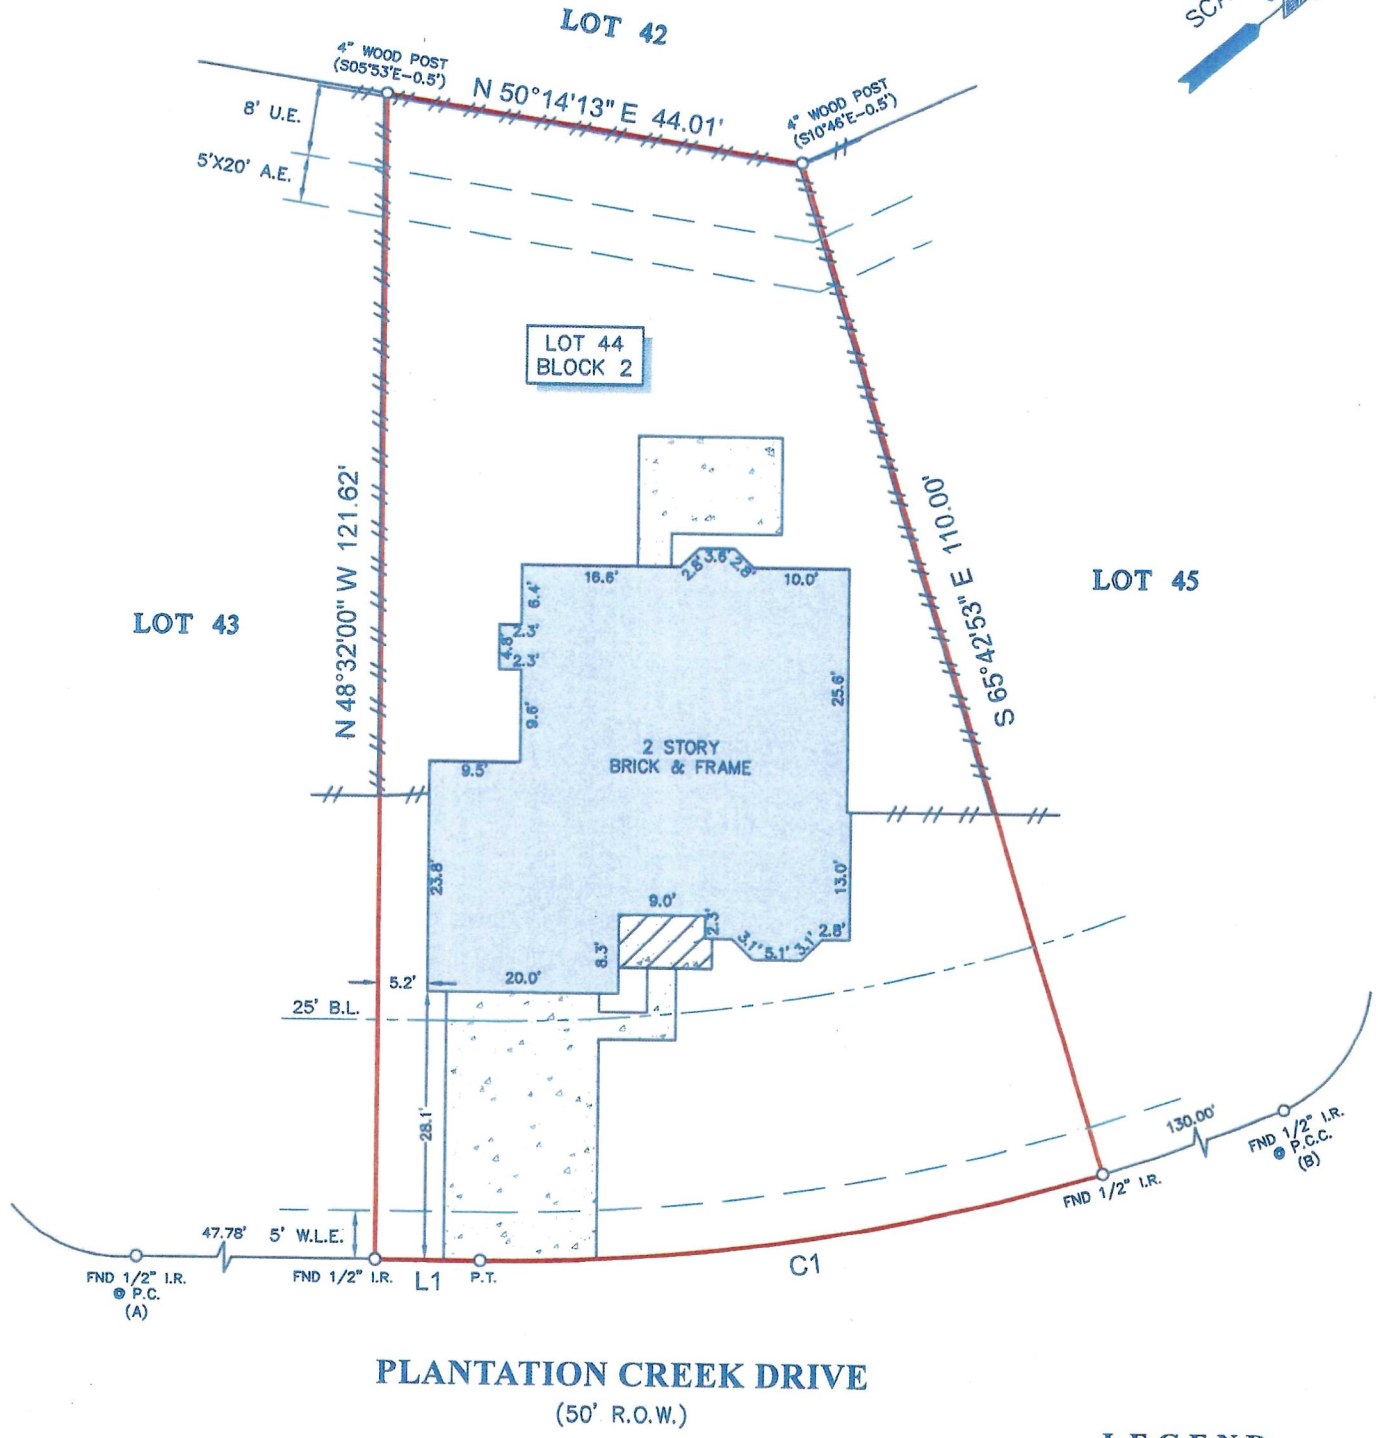 LOT 42
SCA
4" WOOD POST
(S05°53'E-0.5')
N 50°14'13" E 44.01'
4" WOOD POST
(S10°46'E-0.5')
8' U.E.
5'X20' A.E.
LOT 44
BLOCK 2
N 48°32'00" W 121.62'
S 65°42'53" E 110.00'
LOT 43
LOT 45
16.6'
2.8'
3.6'
2.8'
10.0'
6.4'
2.3'
4.8'
2.3'
9.6'
25.6'
2 STORY
BRICK & FRAME
9.5'
23.8'
13.0'
9.0'
2.3'
8.3'
3.1'
5.1'
3.1'
2.8'
5.2'
20.0'
25' B.L.
28.1'
130.00'
FND 1/2" I.R.
@ P.C.C.
(B)
FND 1/2" I.R.
47.78'
5' W.L.E.
FND 1/2" I.R.
@ P.C.
(A)
FND 1/2" I.R.
L1
P.T.
C1
PLANTATION CREEK DRIVE
(50' R.O.W.)
LEGEND